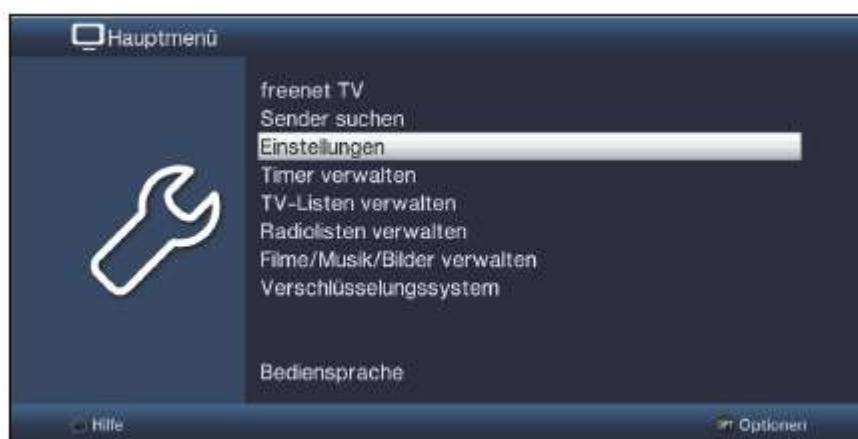 Hauptmenü
freenet TV
Sender suchen
Einstellungen
Timer verwalten
TV-Listen verwalten
Radiolisten verwalten
Filme/Musik/Bilder verwalten
Verschlüsselungssystem
Bediensprache
Hilfe
Optionen